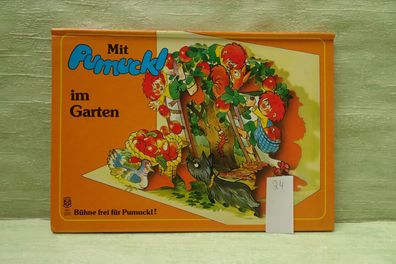 Mit
Pumuckl
im
Garten
Bühne frei für Pumuckl!
24